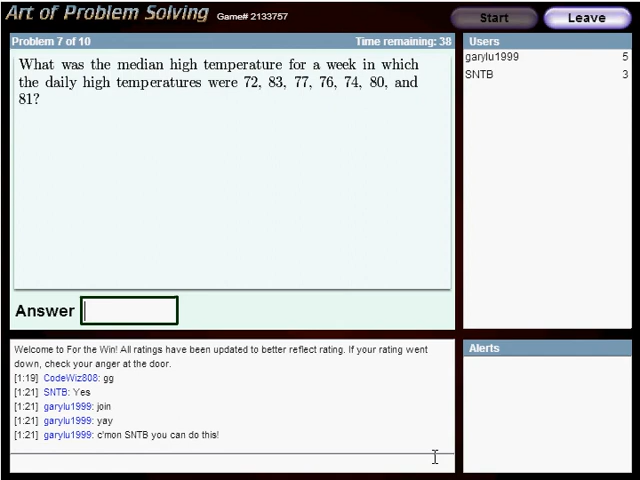 Art of Problem Solving Game# 2133757 Start Leave
Problem 7 of 10 Time remaining: 38
What was the median high temperature for a week in which
the daily high temperatures were 72, 83, 77, 76, 74, 80, and
81?
Answer
Users
garylu1999 5
SNTB 3
Welcome to For the Win! All ratings have been updated to better reflect rating. If your rating went
down, check your anger at the door.
[1:19] CodeWiz808: gg
[1:21] SNTB: Yes
[1:21] garylu1999: join
[1:21] garylu1999: yay
[1:21] garylu1999: c'mon SNTB you can do this!
Alerts